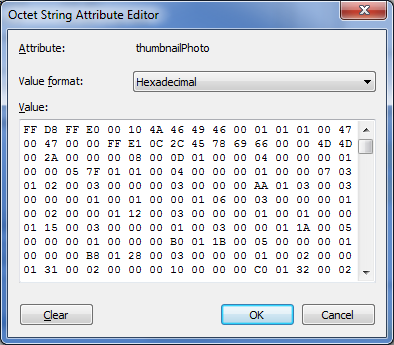 Octet String Attribute Editor
Attribute: thumbnailPhoto
Value format: Hexadecimal
Value:
FF D8 FF E0 00 10 4A 46 49 46 00 01 01 01 00 47
00 47 00 00 FF E1 0C 2C 45 78 69 66 00 00 4D 4D
00 2A 00 00 00 08 00 0D 01 00 00 04 00 00 00 01
00 00 05 7F 01 01 00 04 00 00 00 01 00 00 07 03
01 02 00 03 00 00 00 03 00 00 00 AA 01 03 00 03
00 00 00 01 00 01 00 00 01 06 00 03 00 00 00 01
00 02 00 01 12 00 03 00 00 00 01 00 01 00 00
01 15 00 03 00 00 00 01 00 03 00 00 01 1A 00 05
00 00 00 01 00 00 00 B0 01 1B 00 05 00 00 00 01
00 00 00 B8 01 28 00 03 00 00 00 01 00 02 00 00
01 31 00 02 00 00 00 10 00 00 00 C0 01 32 00 02
Clear OK Cancel